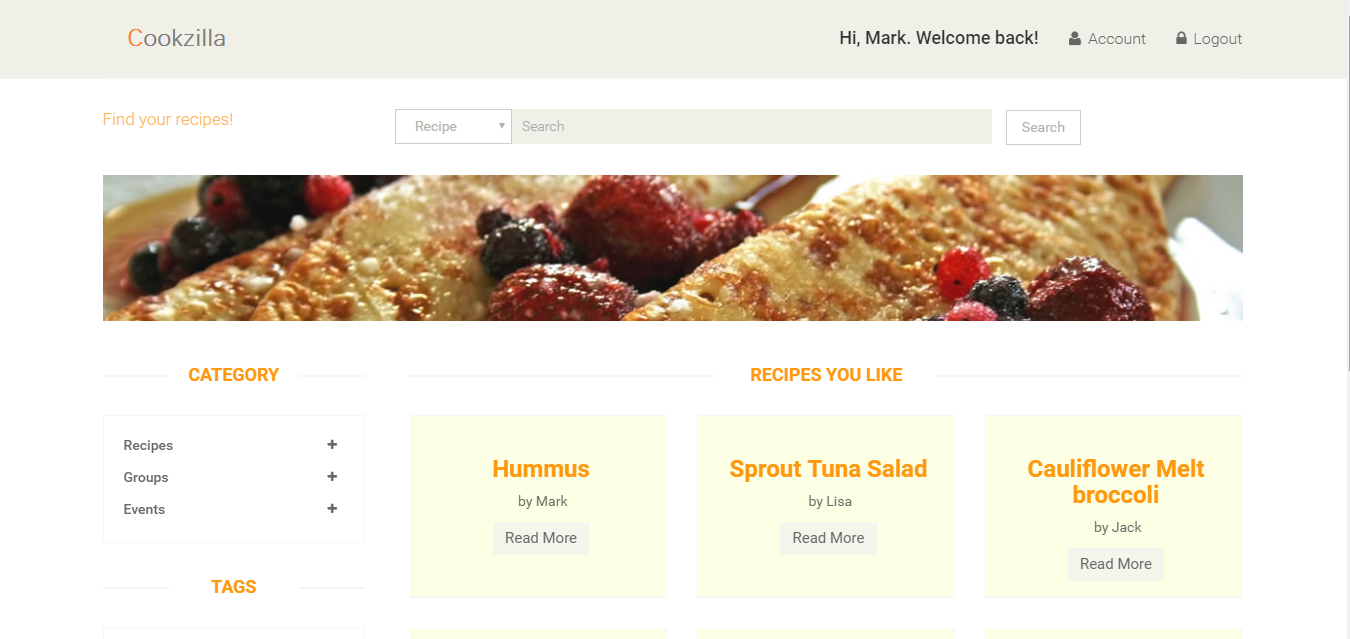 Cookzilla
Hi, Mark. Welcome back!
Account
Logout
Find your recipes!
Recipe
Search
Search
CATEGORY
Recipes
Groups
Events
TAGS
RECIPES YOU LIKE
Hummus
by Mark
Read More
Sprout Tuna Salad
by Lisa
Read More
Cauliflower Melt
broccoli
by Jack
Read More